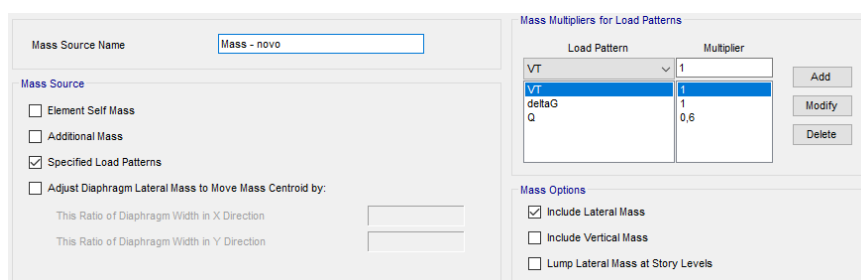 Mass Source Name
Mass - novo
Mass Source
Element Self Mass
Additional Mass
Specified Load Patterns
Adjust Diaphragm Lateral Mass to Move Mass Centroid by:
This Ratio of Diaphragm Width in X Direction
This Ratio of Diaphragm Width in Y Direction
Mass Multipliers for Load Patterns
Load Pattern Multiplier
VT 1
VT 1
deltaG 1
Q 0,6
Add
Modify
Delete
Mass Options
Include Lateral Mass
Include Vertical Mass
Lump Lateral Mass at Story Levels